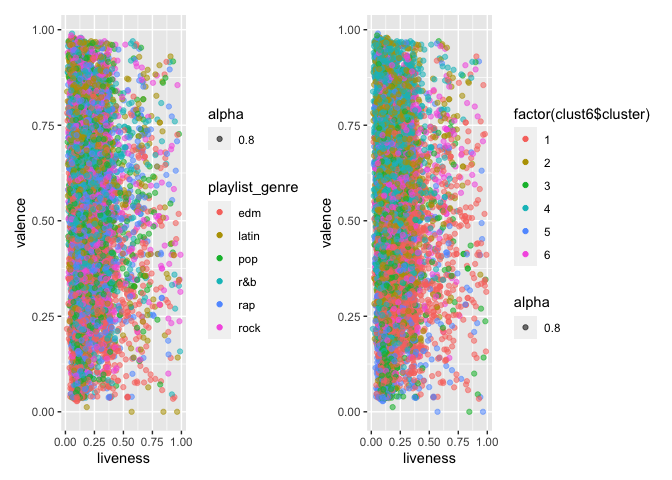 1.00
0.75
0.50
0.25
0.00
valence
0.00 0.25 0.50 0.75 1.00
liveness
alpha
0.8
playlist_genre
edm
latin
pop
r&b
rap
rock
1.00
0.75
0.50
0.25
0.00
valence
0.00 0.25 0.50 0.75 1.00
liveness
factor(clust6$cluster)
1
2
3
4
5
6
alpha
0.8